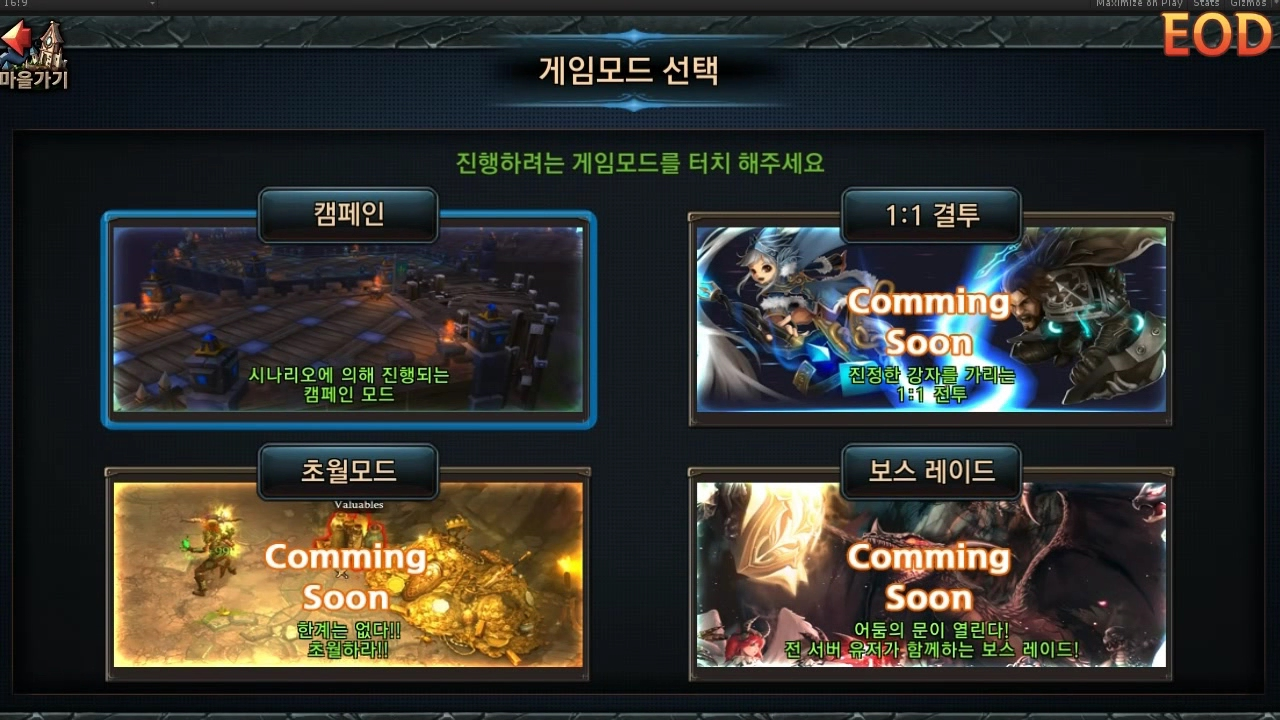 16:9
Maximize on Play Stats Gizmos
EOD
마을가기
게임모드 선택
진행하려는 게임모드를 터치 해주세요
캠페인
시나리오에 의해 진행되는
캠페인 모드
1:1 결투
Comming
Soon
진정한 강자를 가리는
1:1 전투
초월모드
Valuables
Comming
Soon
한계는 없다!!
초월하라!!
보스 레이드
Comming
Soon
어둠의 문이 열린다!
전 서버 유저가 함께하는 보스 레이드!